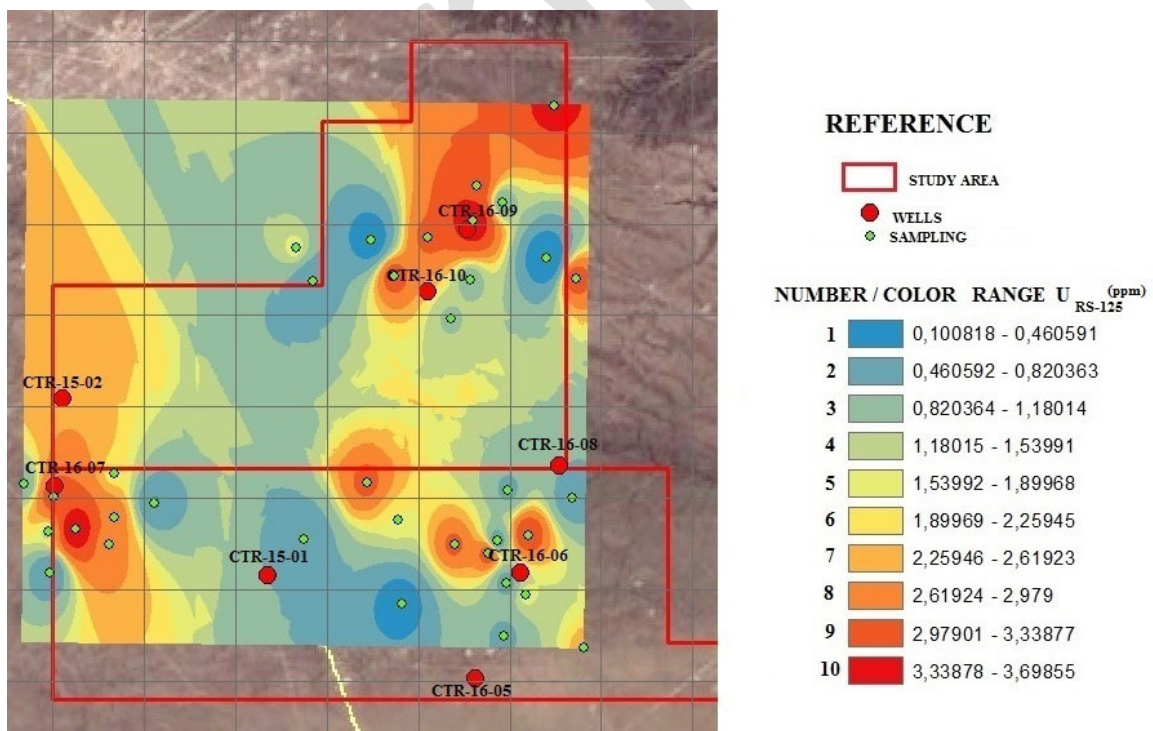 CTR-16-09
CTR-16-10
CTR-15-02
CTR-16-08
CTR-16-07
CTR-15-01
CTR-16-06
CTR-16-05
REFERENCE
STUDY AREA
WELLS
SAMPLING
NUMBER / COLOR RANGE U RS-125 (ppm)
1 0,100818 - 0,460591
2 0,460592 - 0,820363
3 0,820364 - 1,18014
4 1,18015 - 1,53991
5 1,53992 - 1,89968
6 1,89969 - 2,25945
7 2,25946 - 2,61923
8 2,61924 - 2,979
9 2,97901 - 3,33877
10 3,33878 - 3,69855